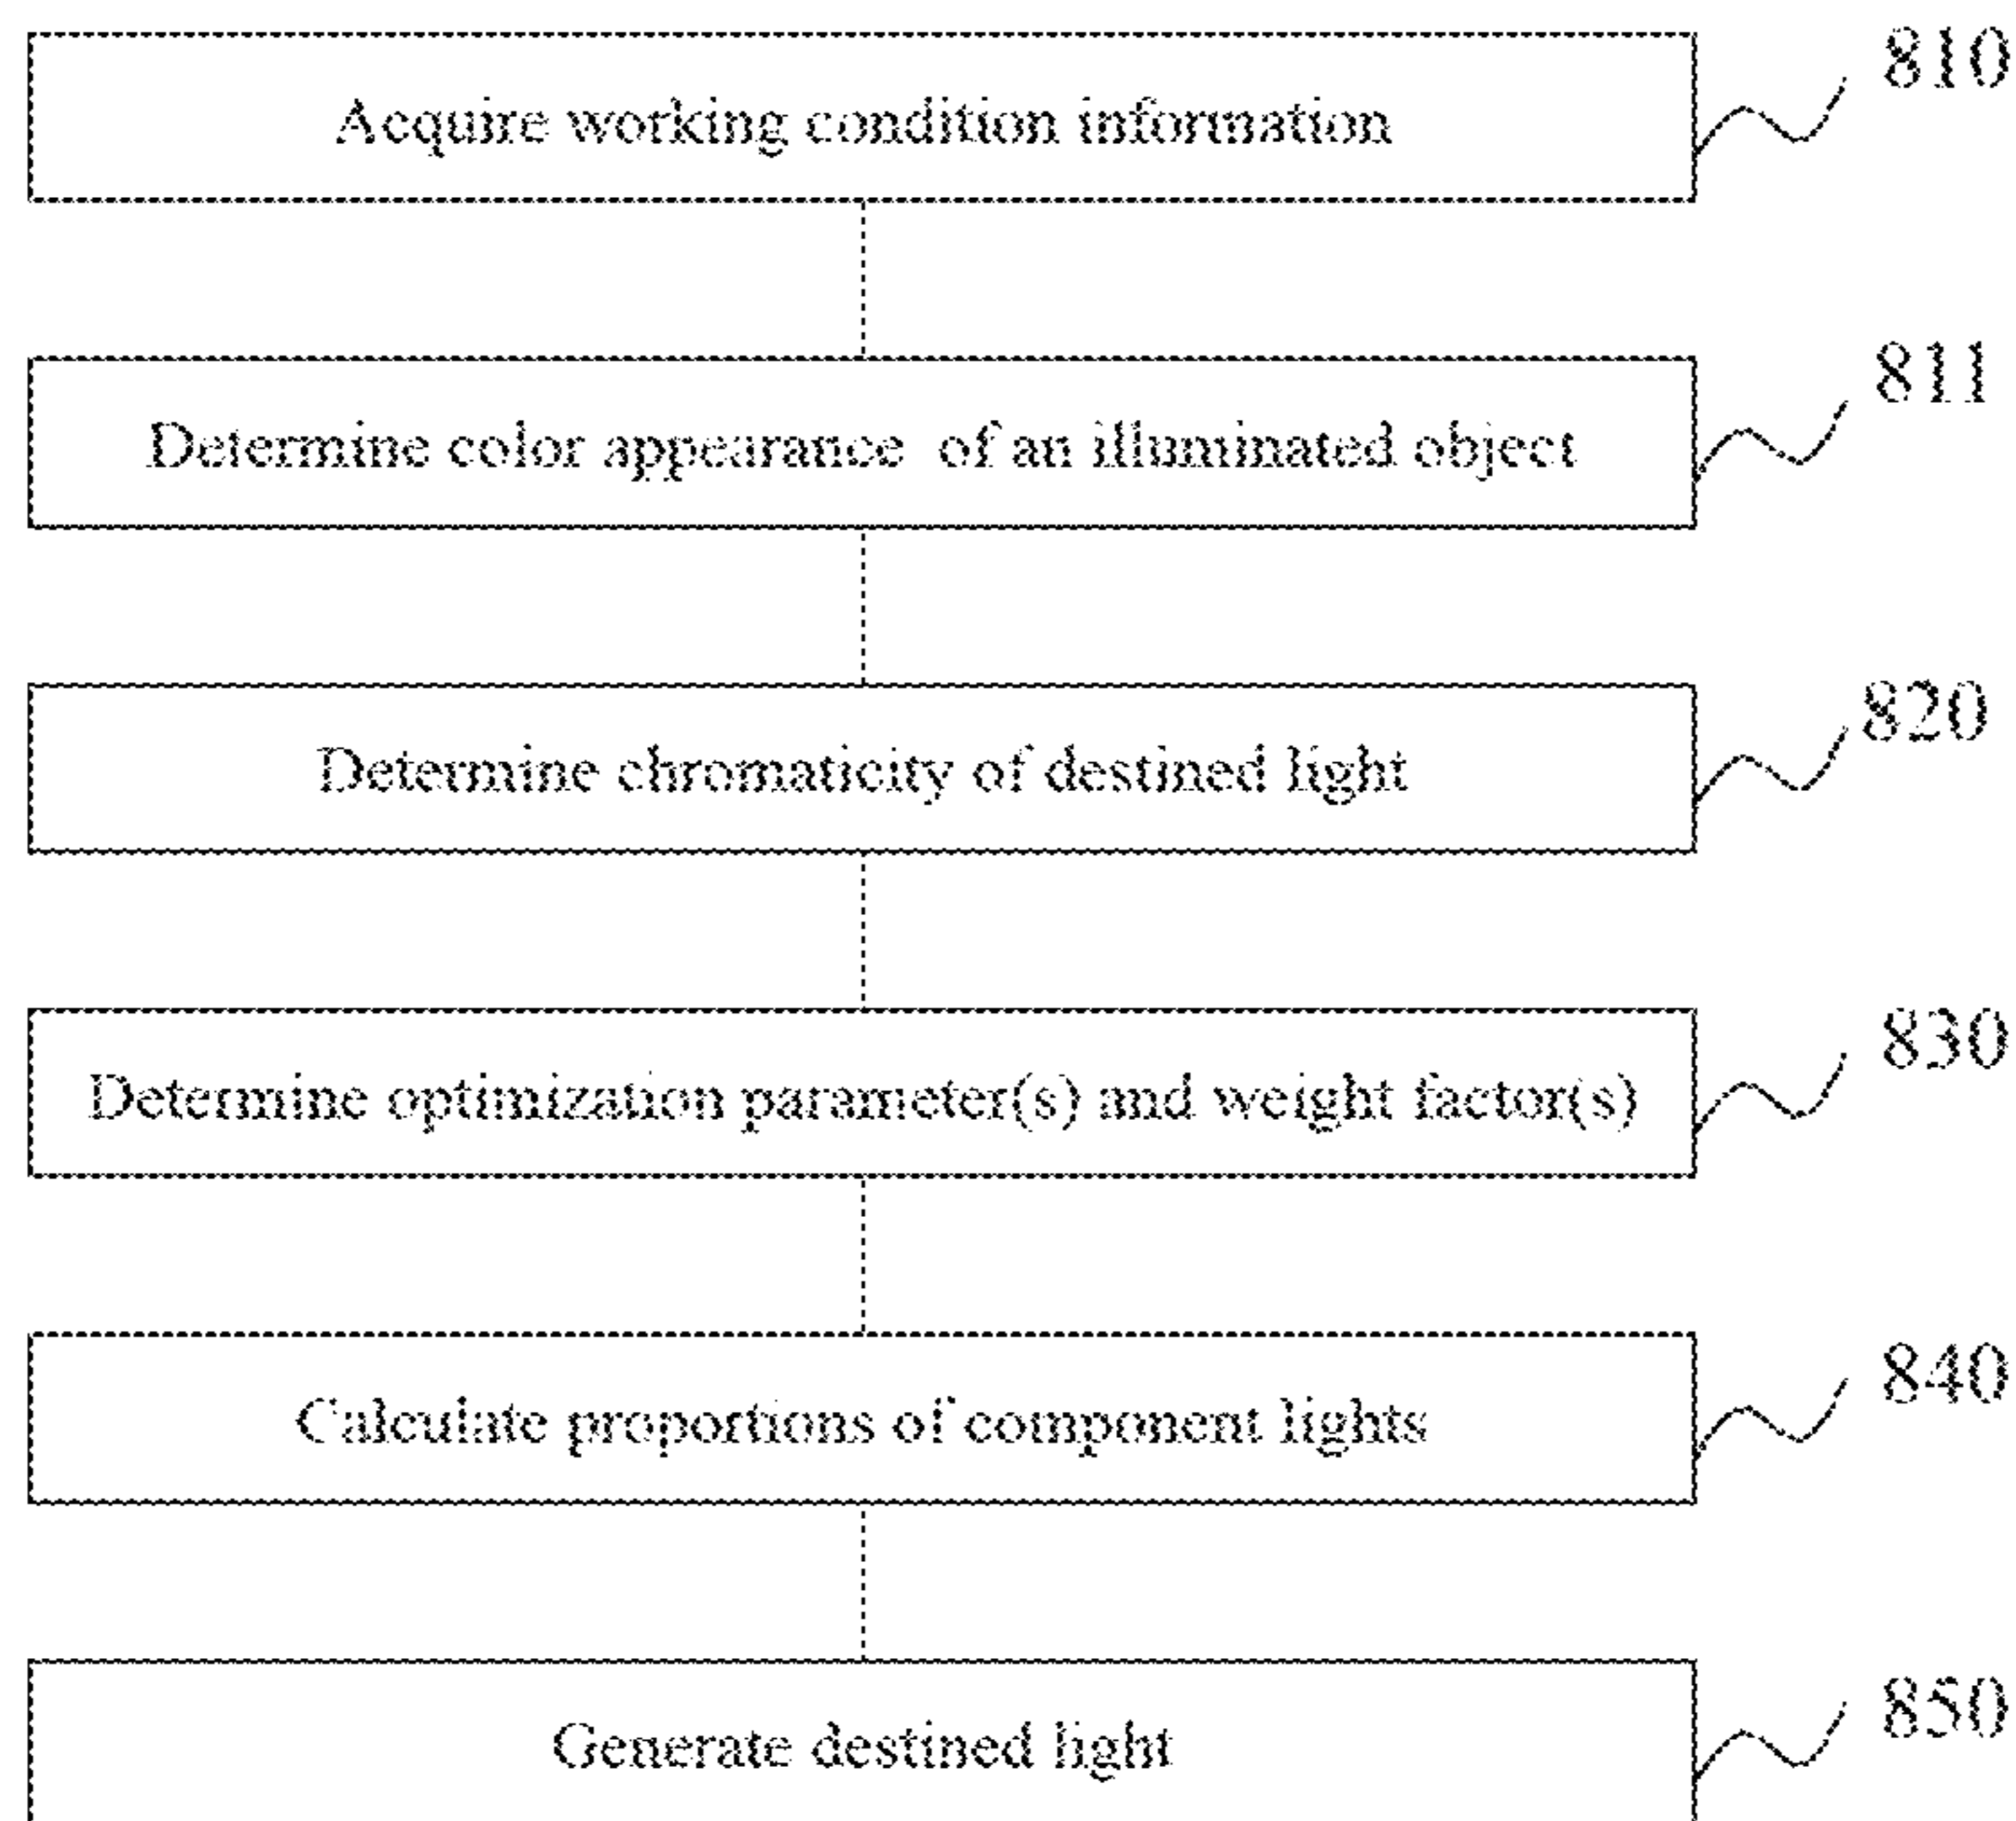 810
Acquire working condition information
811
Determine color appearance of an illuminated object
820
Determine chromaticity of destined light
830
Determine optimization parameter(s) and weight factor(s)
840
Calculate proportions of component lights
850
Generate destined light